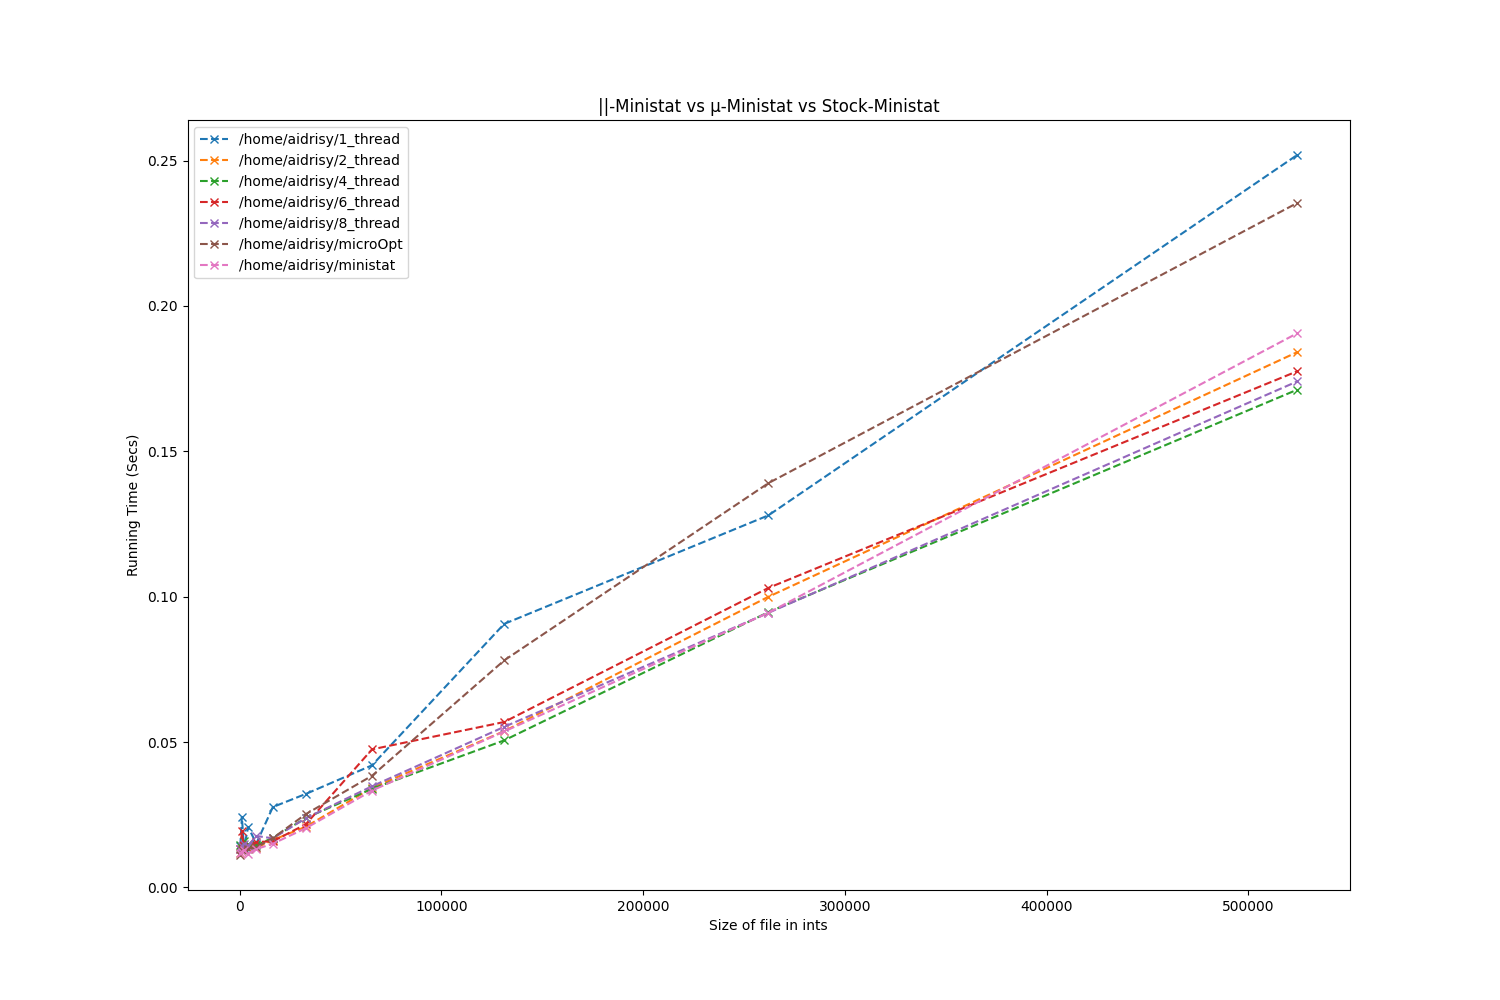 ||-Ministat vs μ-Ministat vs Stock-Ministat
/home/aidrisy/1_thread
/home/aidrisy/2_thread
/home/aidrisy/4_thread
/home/aidrisy/6_thread
/home/aidrisy/8_thread
/home/aidrisy/microOpt
/home/aidrisy/ministat
0.25
0.20
0.15
0.10
0.05
0.00
Running Time (Secs)
0 100000 200000 300000 400000 500000
Size of file in ints